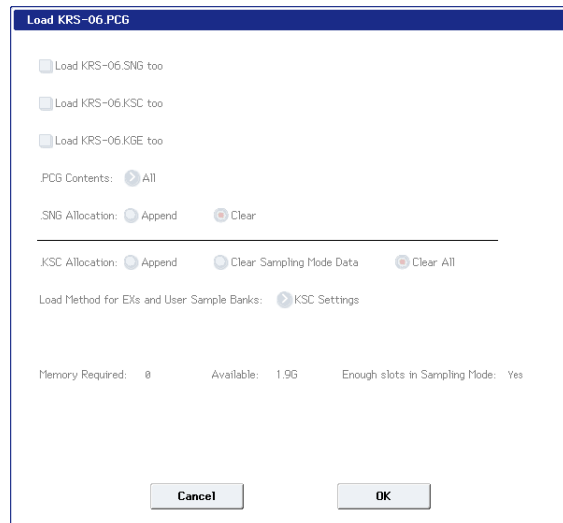 Load KRS-06.PCG
Load KRS-06.SNG too
Load KRS-06.KSC too
Load KRS-06.KGE too
.PCG Contents: All
.SNG Allocation: Append Clear
.KSC Allocation: Append Clear Sampling Mode Data Clear All
Load Method for EXs and User Sample Banks: KSC Settings
Memory Required: 0 Available: 1.9G Enough slots in Sampling Mode: Yes
Cancel OK